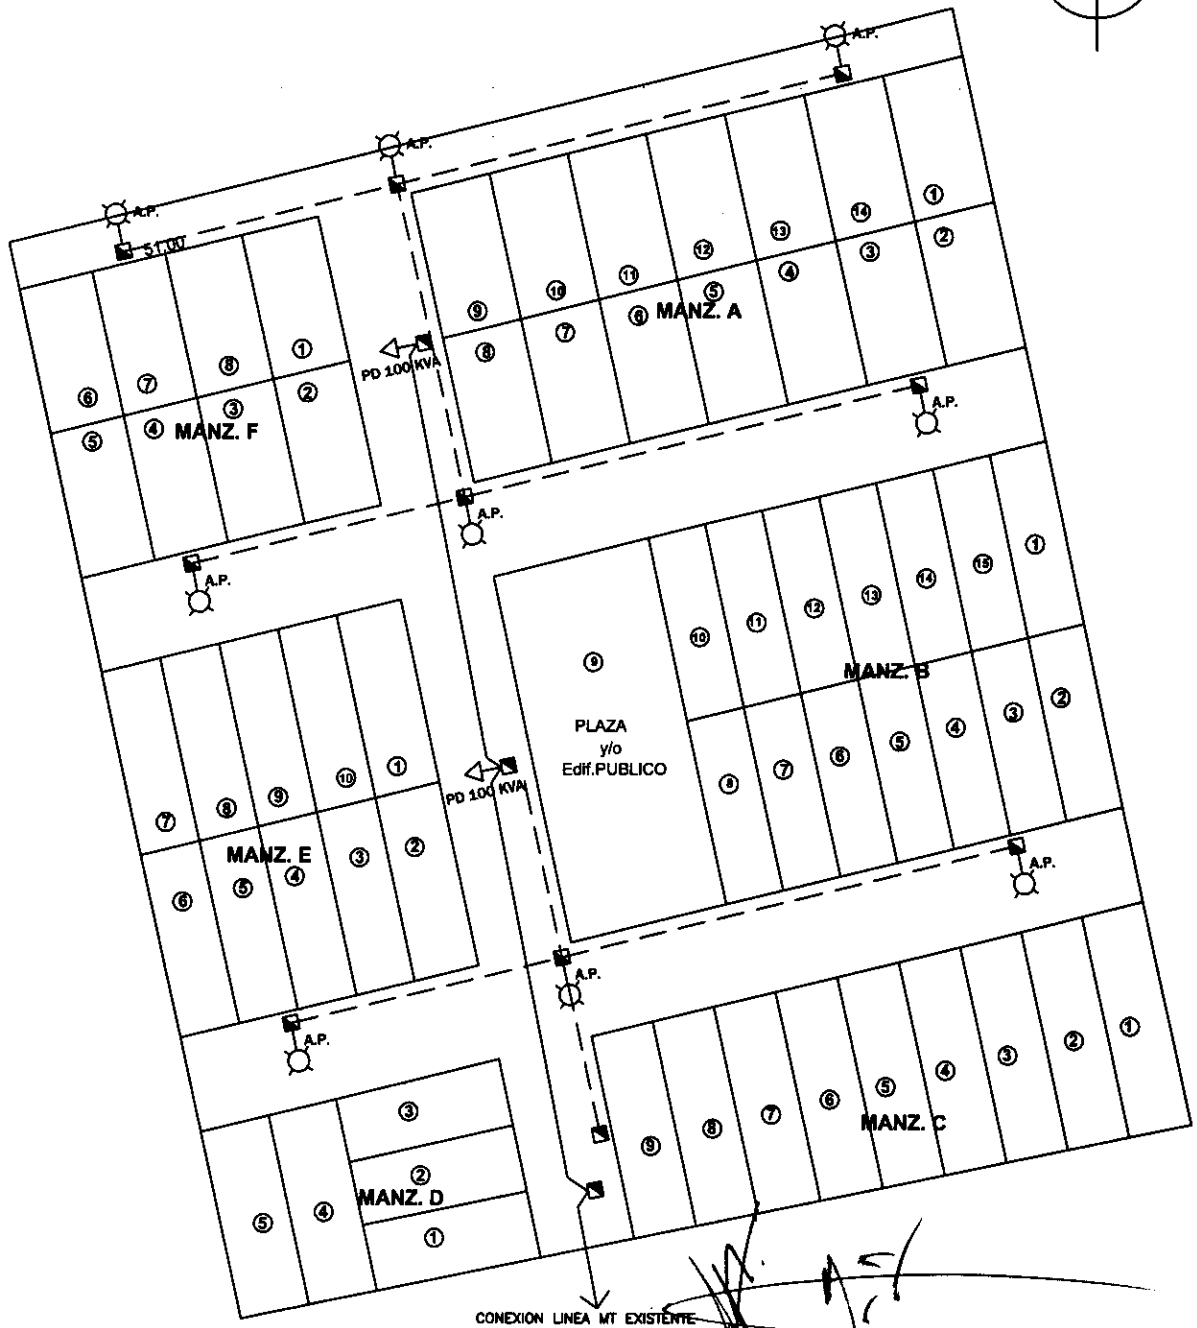 A.P.
A.P.
A.P.
51.00
1
14
13
12
11
10
9
2
3
4
5
6
7
8
MANZ. A
PD 100 KVA
1
8
7
6
2
3
4
5
MANZ. F
A.P.
A.P.
A.P.
1
15
14
13
12
11
10
9
MANZ. B
2
3
4
5
6
7
8
PLAZA
y/o
Edif.PUBLICO
PD 100 KVA
1
10
9
8
7
MANZ. E
2
3
4
5
6
A.P.
A.P.
A.P.
1
2
3
4
5
6
7
8
9
MANZ. C
3
2
1
4
5
MANZ. D
CONEXION LINEA MT EXISTENTE